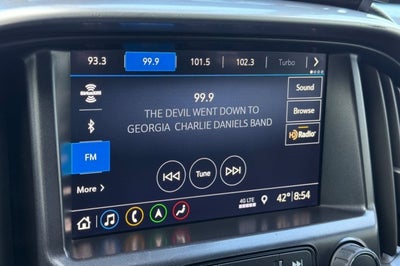 93.3 99.9 101.5 102.3 Turbo
SiriusXM
99.9
Sound
THE DEVIL WENT DOWN TO
GEORGIA CHARLIE DANIELS BAND
Browse
HD Radio
FM
More
Tune
4G LTE
42° 8:54